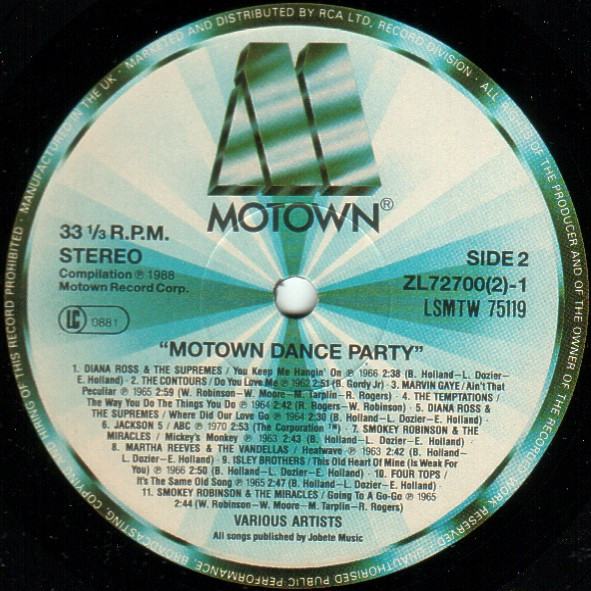 MANUFACTURED IN THE UK · MARKETED AND DISTRIBUTED BY RCA LTD. RECORD DIVISION · ALL RIGHTS OF THE PRODUCER AND OF THE OWNER OF THE RECORDED WORK RESERVED · UNAUTHORISED PUBLIC PERFORMANCE, BROADCASTING, COPYING OR HIRING OF THIS RECORD PROHIBITED ·
MOTOWN®
33 1/3 R.P.M.
STEREO
Compilation ℗ 1988
Motown Record Corp.
LC 0881
SIDE 2
ZL72700(2)-1
LSMTW 75119
"MOTOWN DANCE PARTY"
1. DIANA ROSS & THE SUPREMES / You Keep Me Hangin' On ℗ 1966 2:38 (B. Holland–L. Dozier–
E. Holland) · 2. THE CONTOURS / Do You Love Me ℗ 1962 2:51 (B. Gordy Jr) · 3. MARVIN GAYE / Ain't That
Peculiar ℗ 1965 2:59 (W. Robinson–W. Moore–M. Tarplin–R. Rogers) · 4. THE TEMPTATIONS /
The Way You Do The Things You Do ℗ 1964 2:42 (R. Rogers–W. Robinson) · 5. DIANA ROSS &
THE SUPREMES / Where Did Our Love Go ℗ 1964 2:30 (B. Holland–L. Dozier–E. Holland) ·
6. JACKSON 5 / ABC ℗ 1970 2:53 (The Corporation ™) · 7. SMOKEY ROBINSON & THE
MIRACLES / Mickey's Monkey ℗ 1963 2:43 (B. Holland–L. Dozier–E. Holland) ·
8. MARTHA REEVES & THE VANDELLAS / Heatwave ℗ 1963 2:42 (B. Holland–
L. Dozier–E. Holland) · 9. ISLEY BROTHERS / This Old Heart Of Mine (Is Weak For
You) ℗ 1966 2:50 (B. Holland–L. Dozier–E. Holland) · 10. FOUR TOPS /
It's The Same Old Song ℗ 1965 2:47 (B. Holland–L. Dozier–E. Holland) ·
11. SMOKEY ROBINSON & THE MIRACLES / Going To A Go-Go ℗ 1965
2:44 (W. Robinson–W. Moore–M. Tarplin–R. Rogers)
VARIOUS ARTISTS
All songs published by Jobete Music